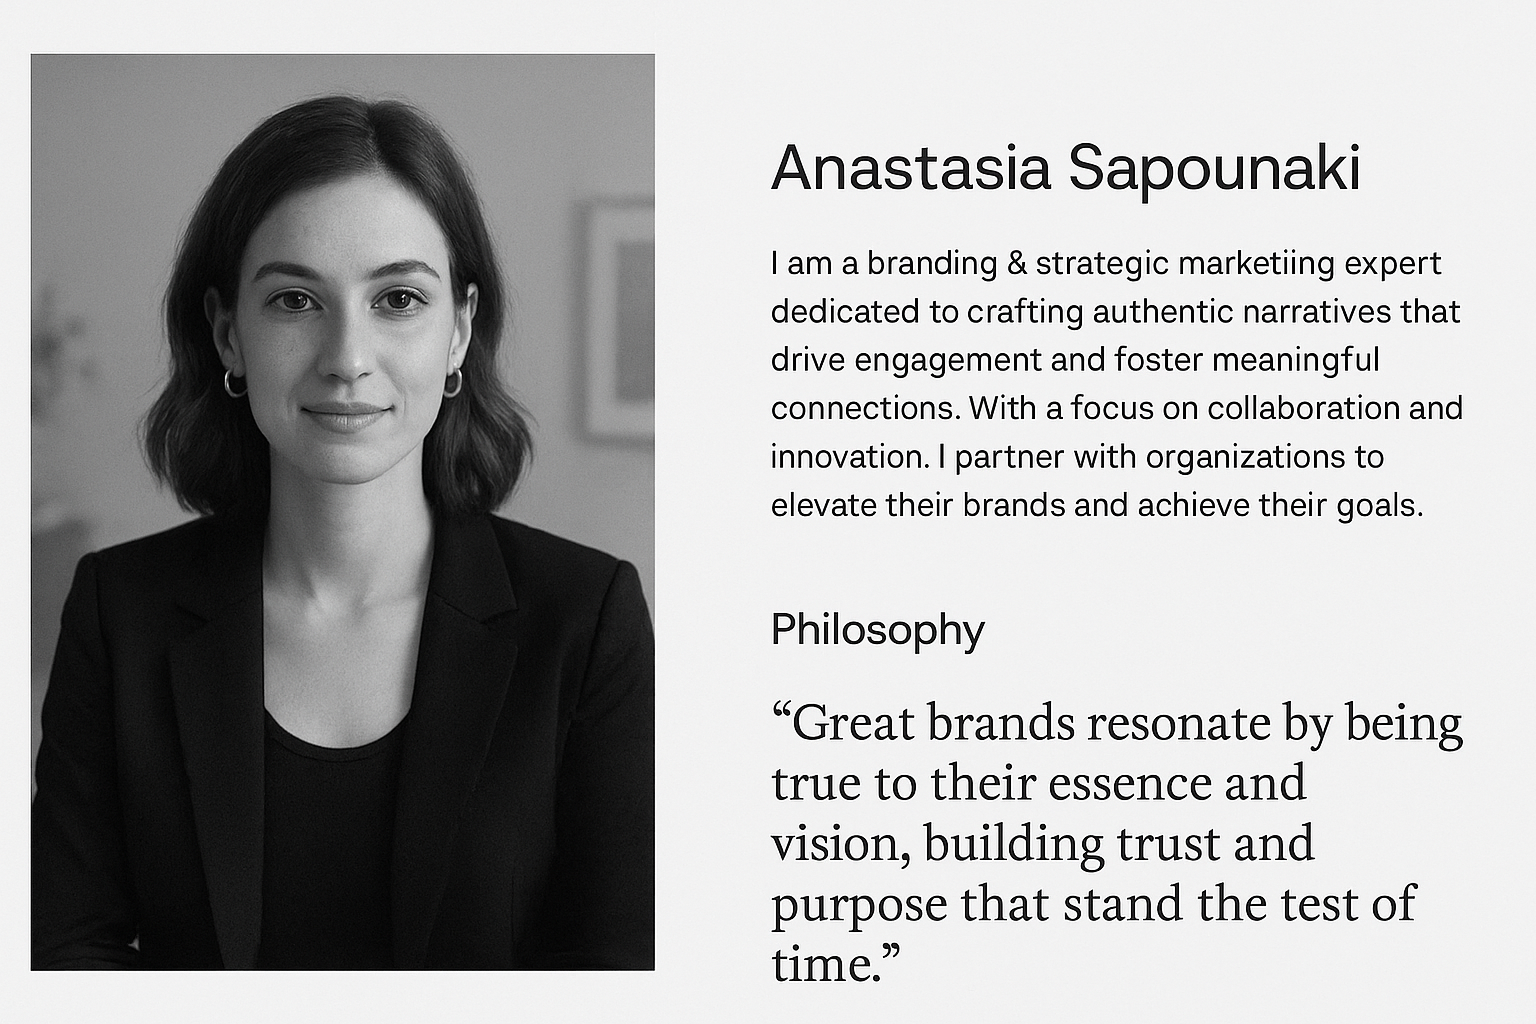 Anastasia Sapounaki
I am a branding & strategic marketiing expert
dedicated to crafting authentic narratives that
drive engagement and foster meaningful
connections. With a focus on collaboration and
innovation. I partner with organizations to
elevate their brands and achieve their goals.
Philosophy
“Great brands resonate by being
true to their essence and
vision, building trust and
purpose that stand the test of
time.”